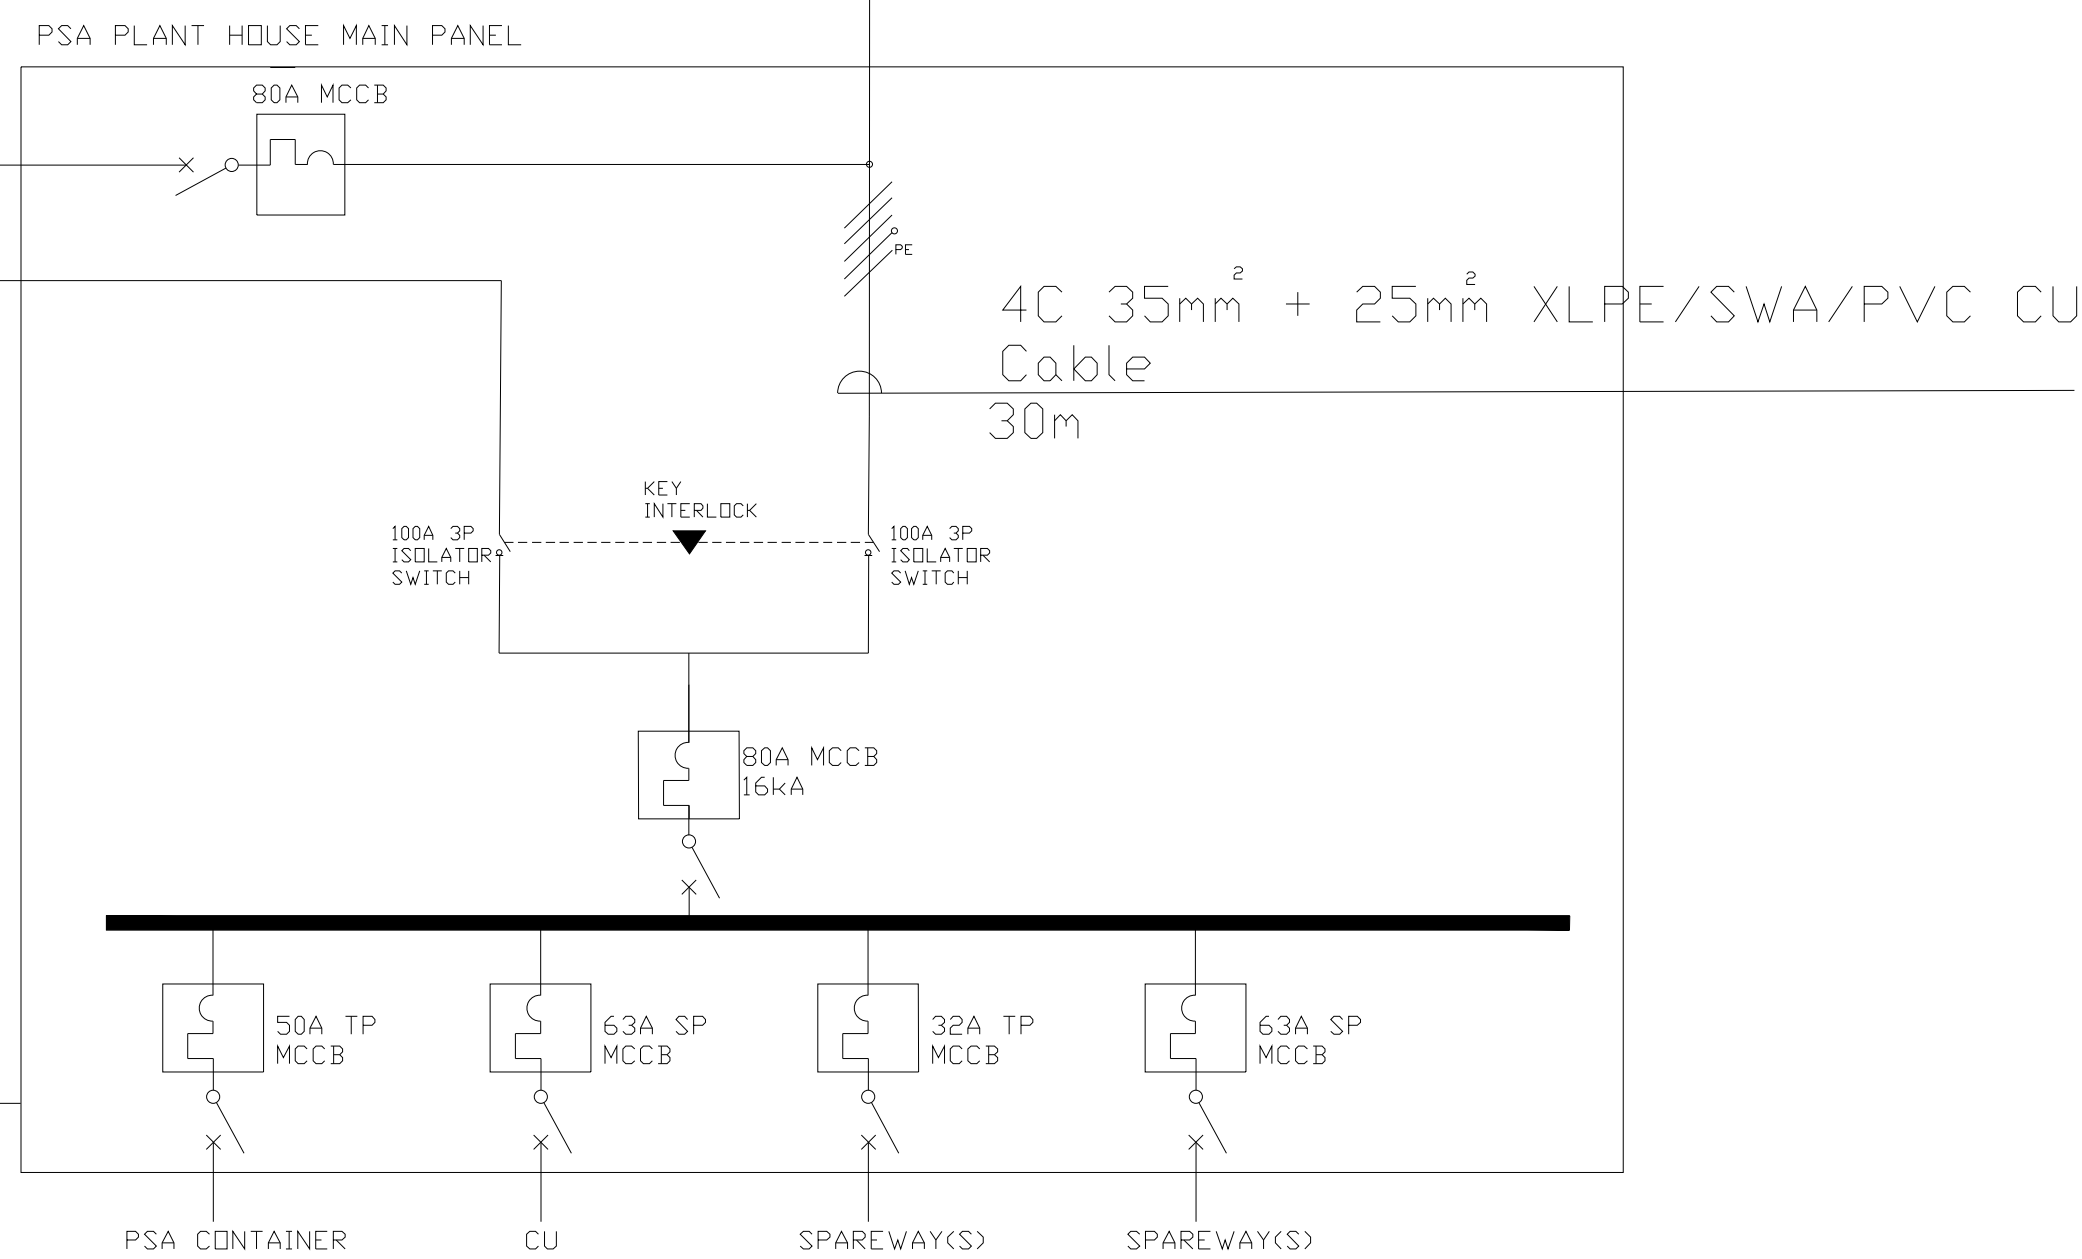 PSA PLANT HOUSE MAIN PANEL
80A MCCB
PE
4C 35mm² + 25mm² XLPE/SWA/PVC CU
Cable
30m
KEY
INTERLOCK
100A 3P
ISOLATOR
SWITCH
100A 3P
ISOLATOR
SWITCH
80A MCCB
16kA
50A TP
MCCB
63A SP
MCCB
32A TP
MCCB
63A SP
MCCB
PSA CONTAINER
CU
SPAREWAY(S)
SPAREWAY(S)